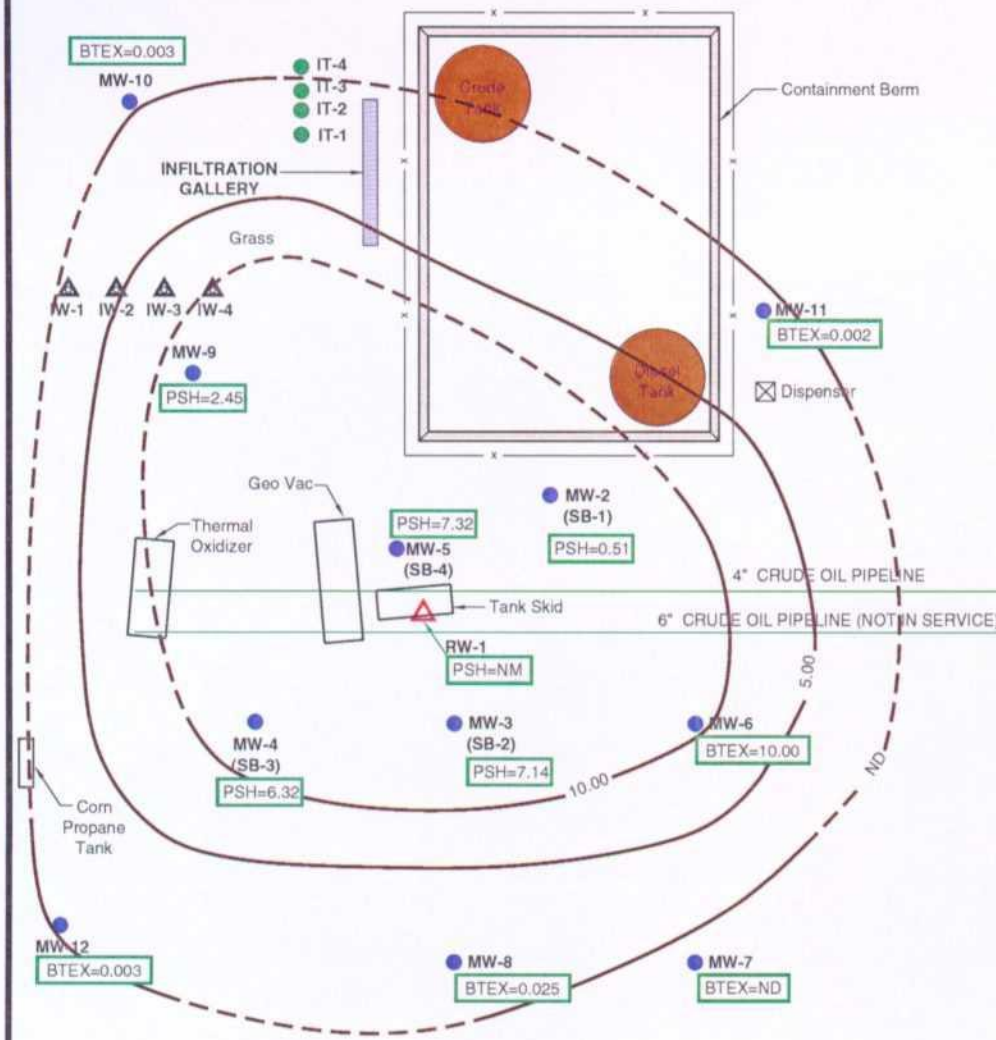 BTEX=0.003
MW-10
IT-4
IT-3
IT-2
IT-1
Crude
Tank
Containment Berm
INFILTRATION
GALLERY
Grass
IW-1
IW-2
IW-3
IW-4
MW-11
BTEX=0.002
MW-9
PSH=2.45
Diesel
Tank
Dispenser
Geo Vac
MW-2
(SB-1)
PSH=0.51
Thermal
Oxidizer
PSH=7.32
MW-5
(SB-4)
4" CRUDE OIL PIPELINE
Tank Skid
6" CRUDE OIL PIPELINE (NOT IN SERVICE)
RW-1
PSH=NM
5.00
MW-4
(SB-3)
PSH=6.32
MW-3
(SB-2)
PSH=7.14
MW-6
BTEX=10.00
10.00
ND
Corn
Propane
Tank
MW-12
BTEX=0.003
MW-8
BTEX=0.025
MW-7
BTEX=ND